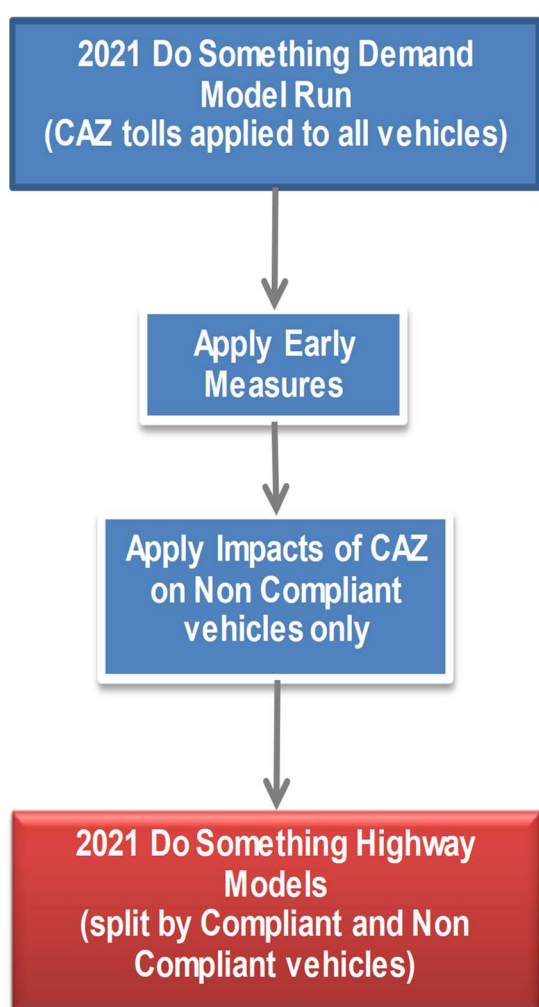 2021 Do Something Demand
Model Run
(CAZ tolls applied to all vehicles)
Apply Early
Measures
Apply Impacts of CAZ
on Non Compliant
vehicles only
2021 Do Something Highway
Models
(split by Compliant and Non
Compliant vehicles)